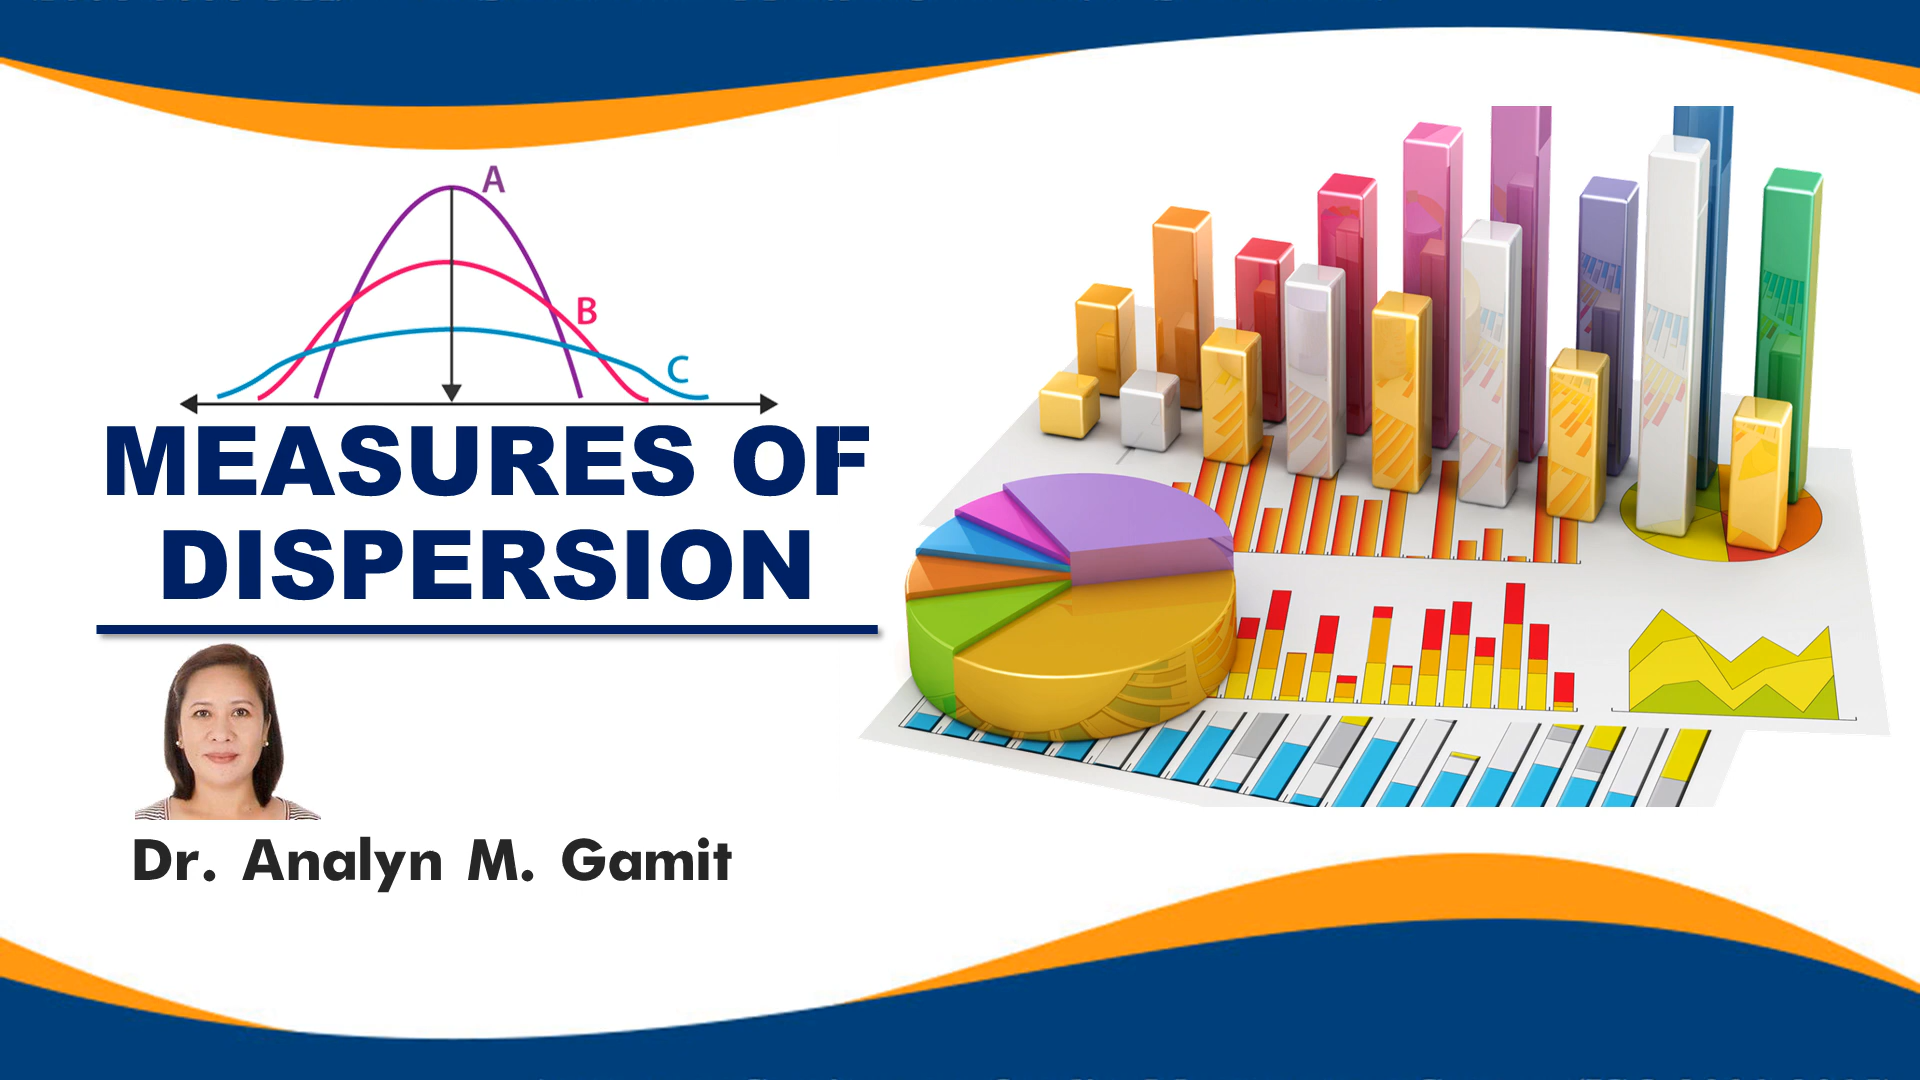 A
B
C
MEASURES OF
DISPERSION
Dr. Analyn M. Gamit